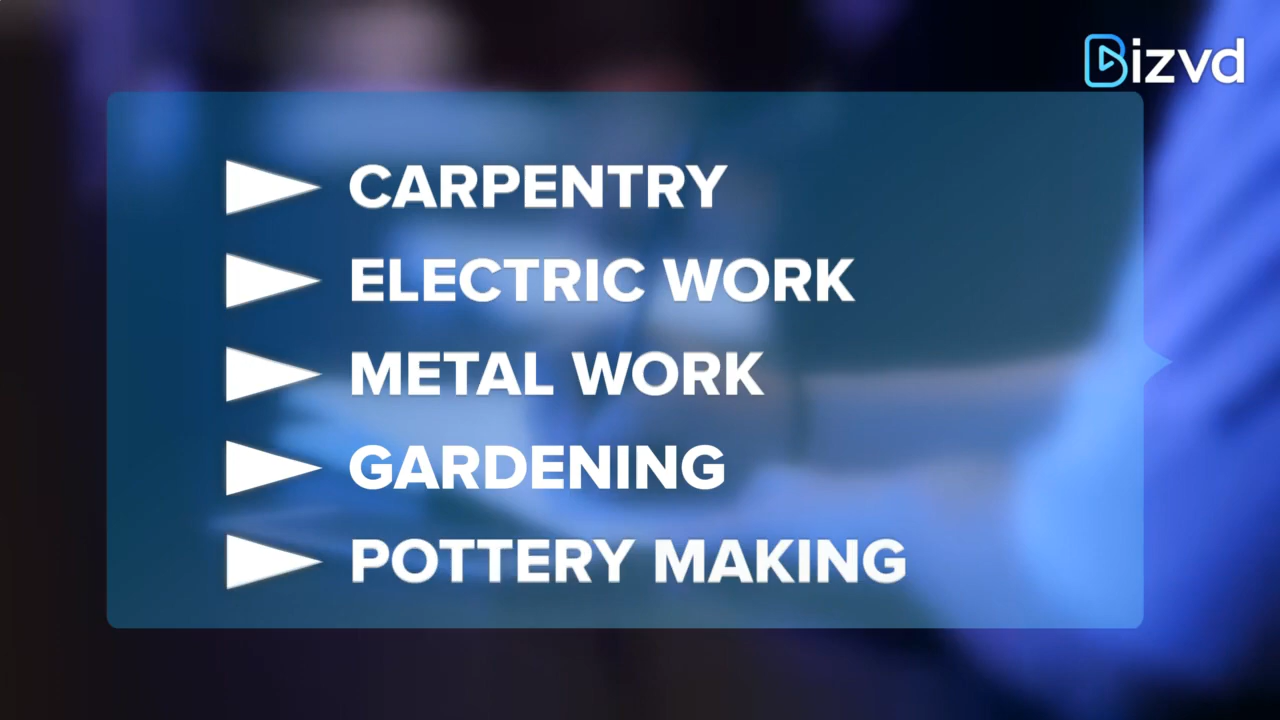 Bizvd
CARPENTRY
ELECTRIC WORK
METAL WORK
GARDENING
POTTERY MAKING